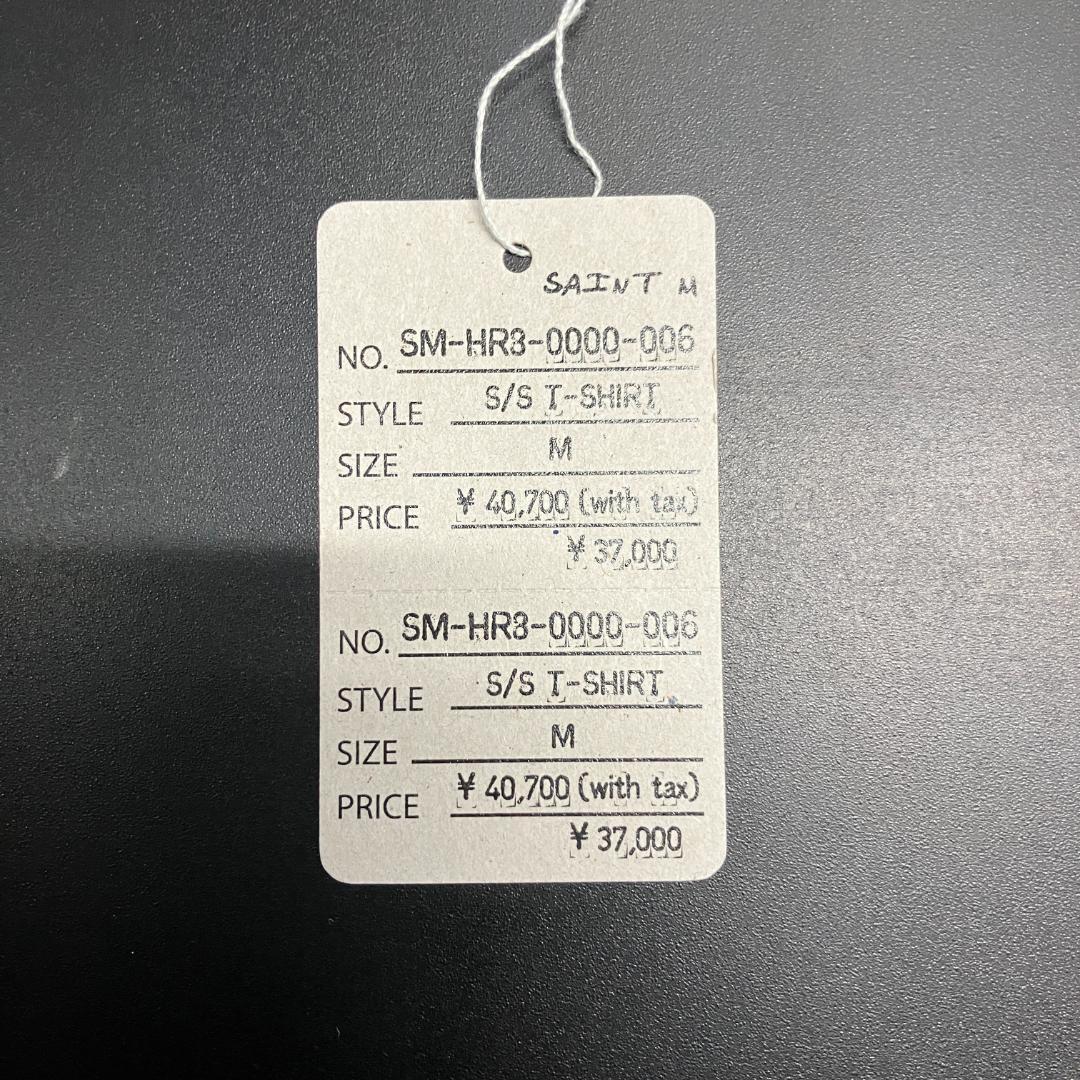 SAINT M
NO. SM-HR3-0000-006
STYLE S/S T-SHIRT
SIZE M
PRICE ¥ 40,700 (with tax)
¥ 37,000
NO. SM-HR3-0000-006
STYLE S/S T-SHIRT
SIZE M
PRICE ¥ 40,700 (with tax)
¥ 37,000